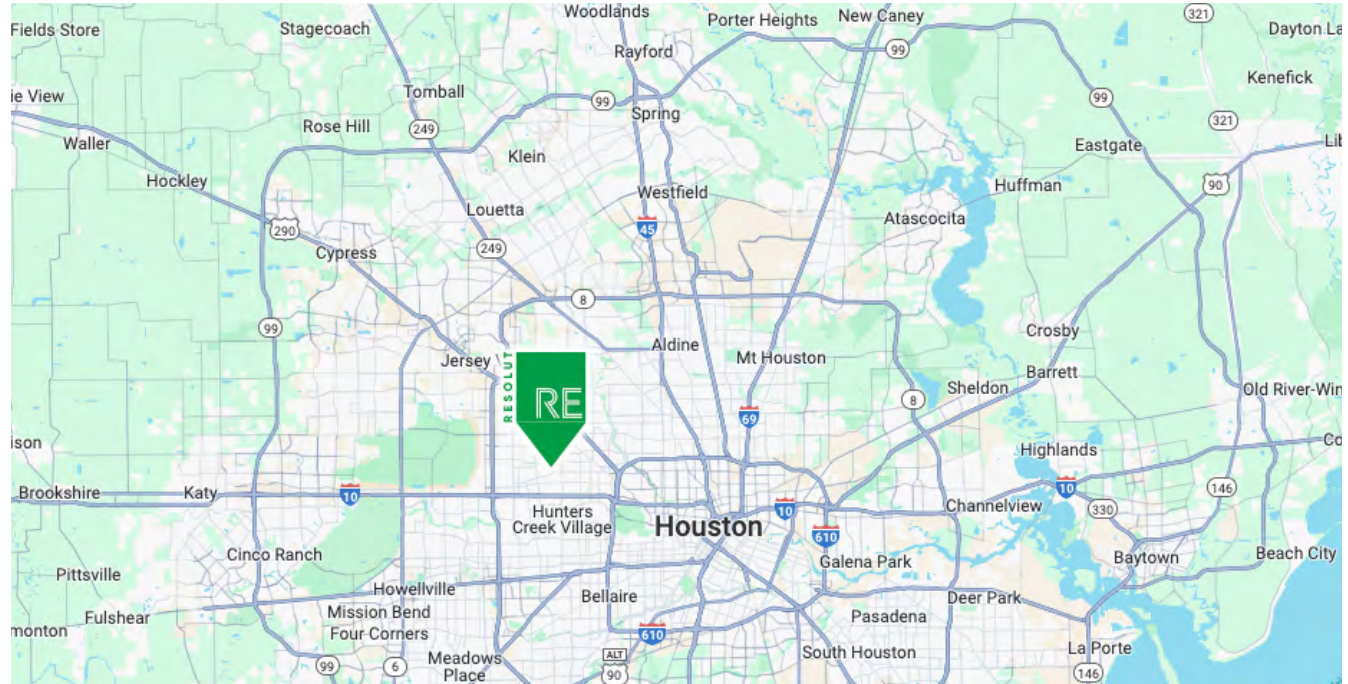 Woodlands
Porter Heights
New Caney
321
Fields Store
Stagecoach
Dayton La
Rayford
99
Kenefick
ie View
Tomball
99
99
Spring
Rose Hill
249
321
Waller
Klein
Eastgate
Lib
Hockley
Westfield
Huffman
90
Louetta
Atascocita
290
45
249
Cypress
8
99
Crosby
Jersey V
Aldine
Mt Houston
Barrett
RESOLUT
RE
Sheldon
Old River-Win
8
69
ison
Highlands
Co
Brookshire
Katy
10
10
146
Hunters
Creek Village
Houston
10
Channelview
330
610
Cinco Ranch
Galena Park
Baytown
Beach City
Pittsville
Howellville
Bellaire
Deer Park
Fulshear
Mission Bend
Pasadena
monton
Four Corners
610
La Porte
99
6
Meadows
Place
ALT
90
South Houston
146